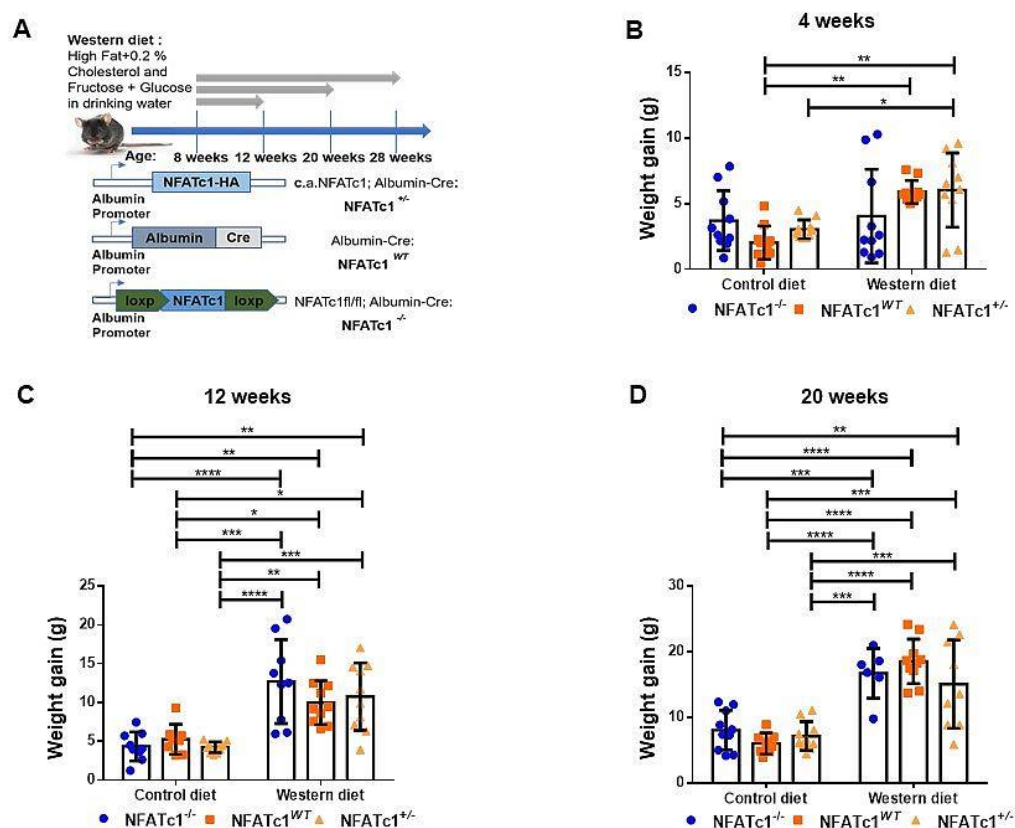 A
Western diet :
High Fat+0.2 %
Cholesterol and
Fructose + Glucose
in drinking water
Age: 8 weeks 12 weeks 20 weeks 28 weeks
NFATc1-HA
Albumin
Promoter
c.a.NFATc1; Albumin-Cre:
NFATc1 +/-
Albumin Cre
Albumin
Promoter
Albumin-Cre:
NFATc1 WT
loxp NFATc1 loxp
Albumin
Promoter
NFATc1fl/fl; Albumin-Cre:
NFATc1 -/-
B
4 weeks
**
**
*
Weight gain (g)
15
10
5
0
Control diet Western diet
NFATc1-/- NFATc1WT NFATc1+/-
C
12 weeks
**
**
****
*
*
***
***
**
****
Weight gain (g)
25
20
15
10
5
0
Control diet Western diet
NFATc1-/- NFATc1WT NFATc1+/-
D
20 weeks
**
****
***
***
****
****
***
****
***
Weight gain (g)
30
20
10
0
Control diet Western diet
NFATc1-/- NFATc1WT NFATc1+/-